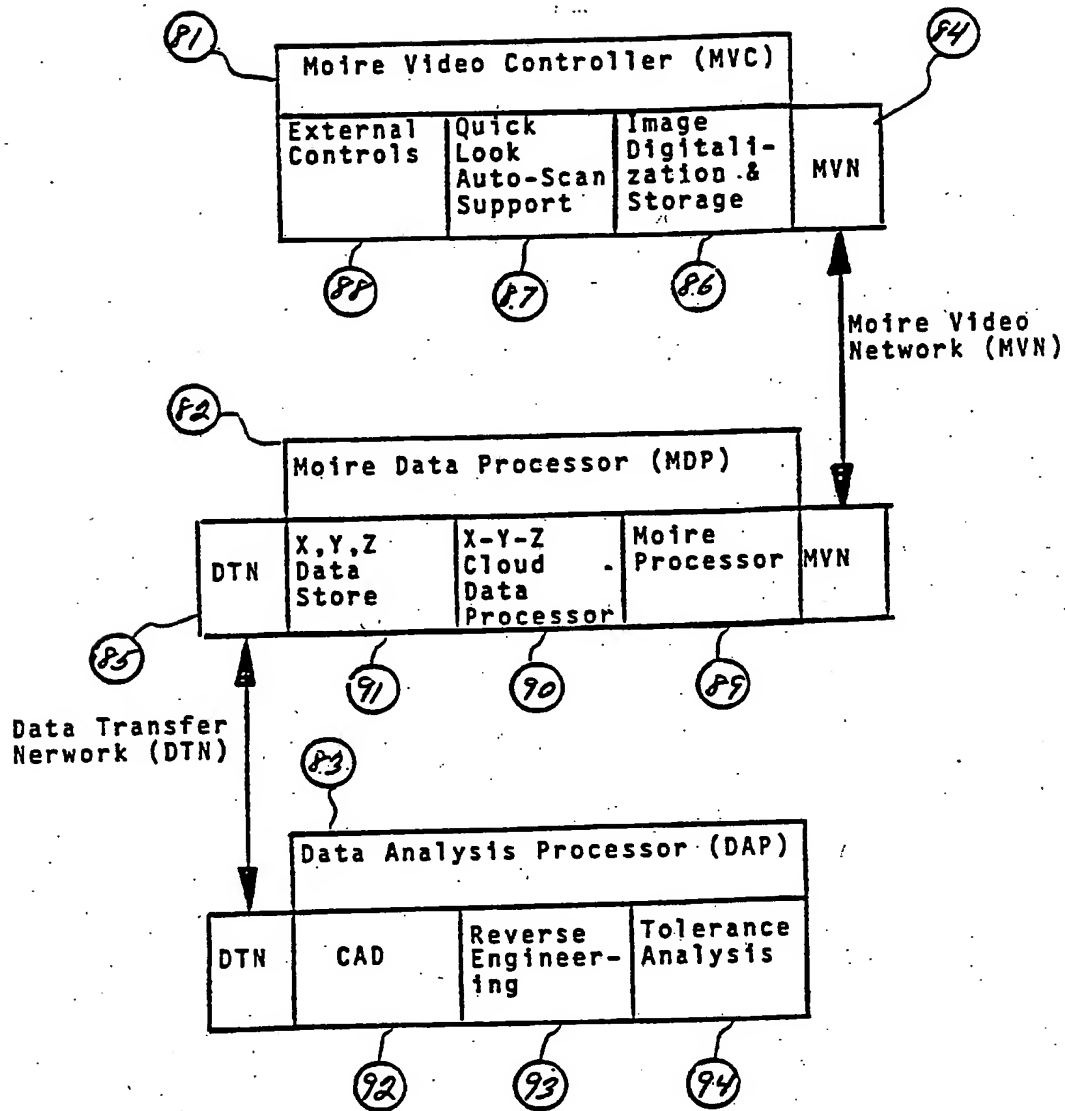 81
84
Moire Video Controller (MVC)
External
Controls
Quick
Look
Auto-Scan
Support
Image
Digitali-
zation &
Storage
MVN
88
87
86
Moire Video
Network (MVN)
82
Moire Data Processor (MDP)
DTN
X,Y,Z
Data
Store
X-Y-Z
Cloud
Data
Processor
Moire
Processor
MVN
85
91
90
89
Data Transfer
Nerwork (DTN)
83
Data Analysis Processor (DAP)
DTN
CAD
Reverse
Engineer-
ing
Tolerance
Analysis
92
93
94